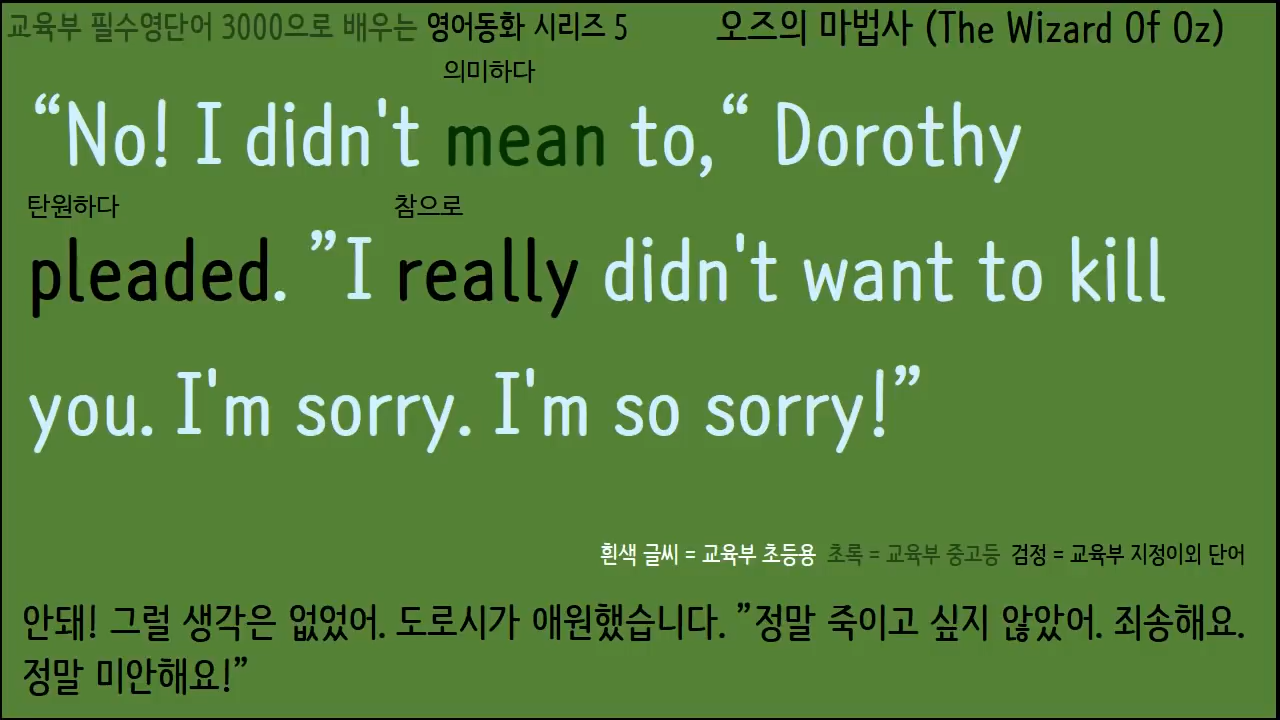 교육부 필수영단어 3000으로 배우는 영어동화 시리즈 5 오즈의 마법사 (The Wizard Of Oz)
의미하다
“No! I didn't mean to,“ Dorothy
탄원하다 참으로
pleaded. ”I really didn't want to kill
you. I'm sorry. I'm so sorry!”
흰색 글씨 = 교육부 초등용 초록 = 교육부 중고등 검정 = 교육부 지정이외 단어
안돼! 그럴 생각은 없었어. 도로시가 애원했습니다. ”정말 죽이고 싶지 않았어. 죄송해요.
정말 미안해요!”